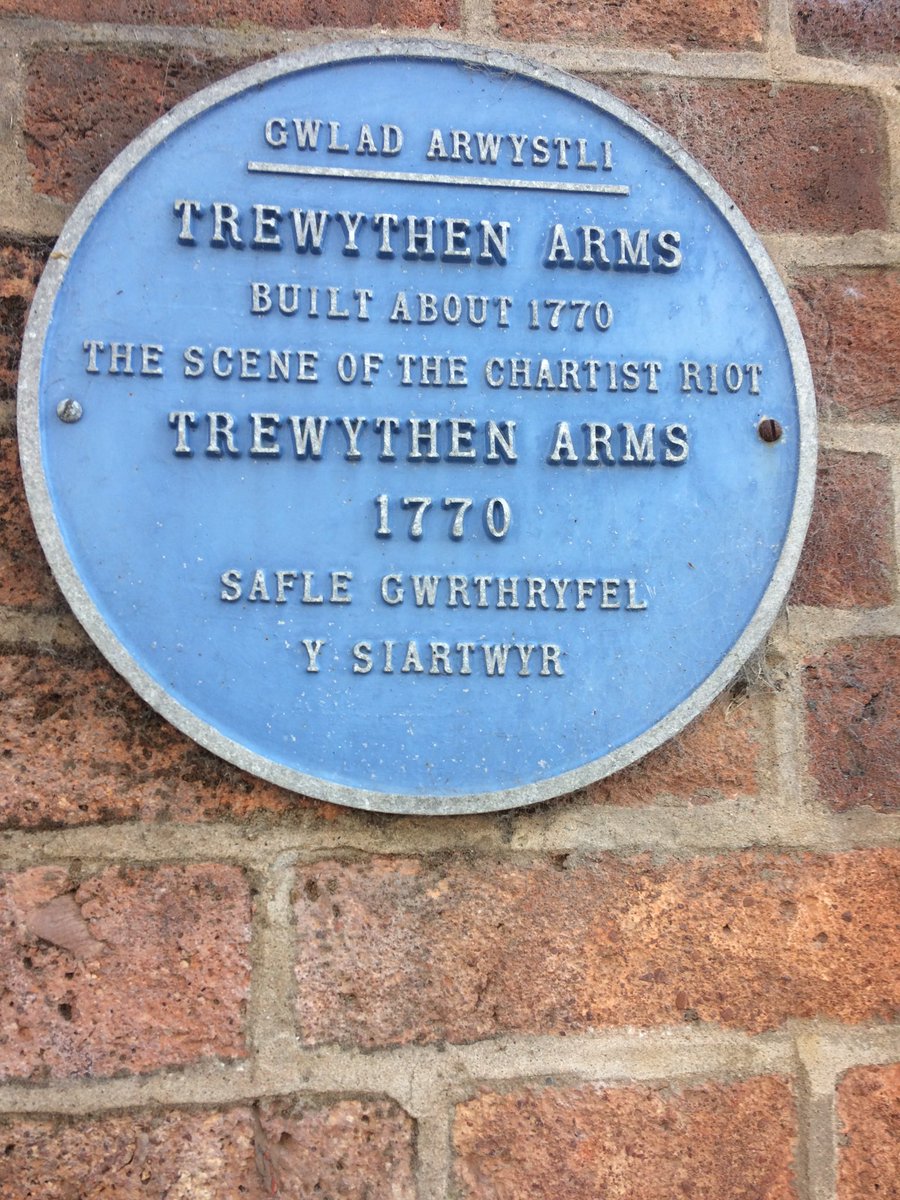 GWLAD ARWYSTLI
TREWYTHEN ARMS
BUILT ABOUT 1770
THE SCENE OF THE CHARTIST RIOT
TREWYTHEN ARMS
1770
SAFLE GWRTHRYFEL
Y SIARTWYR